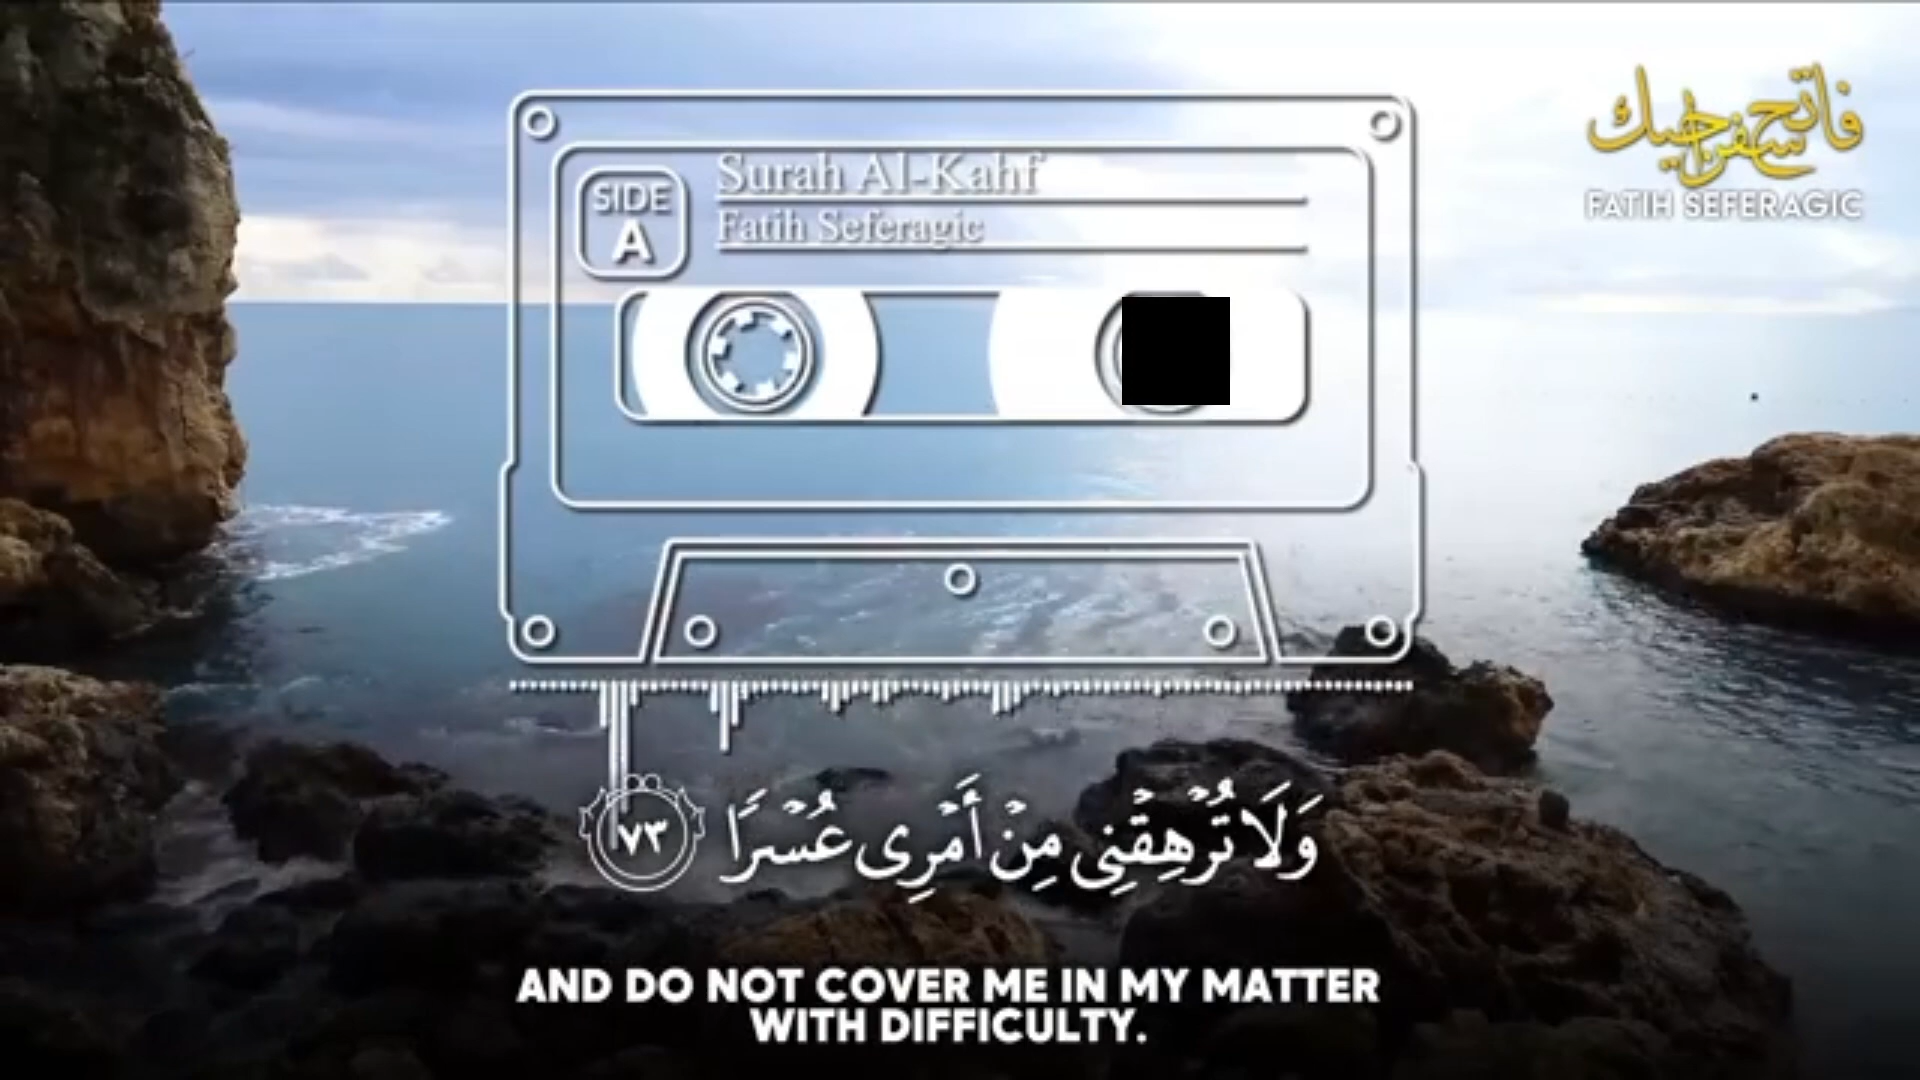 فاتح سفراجيك
FATIH SEFERAGIC
SIDE
A
Surah Al-Kahf
Fatih Seferagic
وَلَا تُرْهِقْنِى مِنْ أَمْرِى عُسْرًا ٧٣
AND DO NOT COVER ME IN MY MATTER
WITH DIFFICULTY.